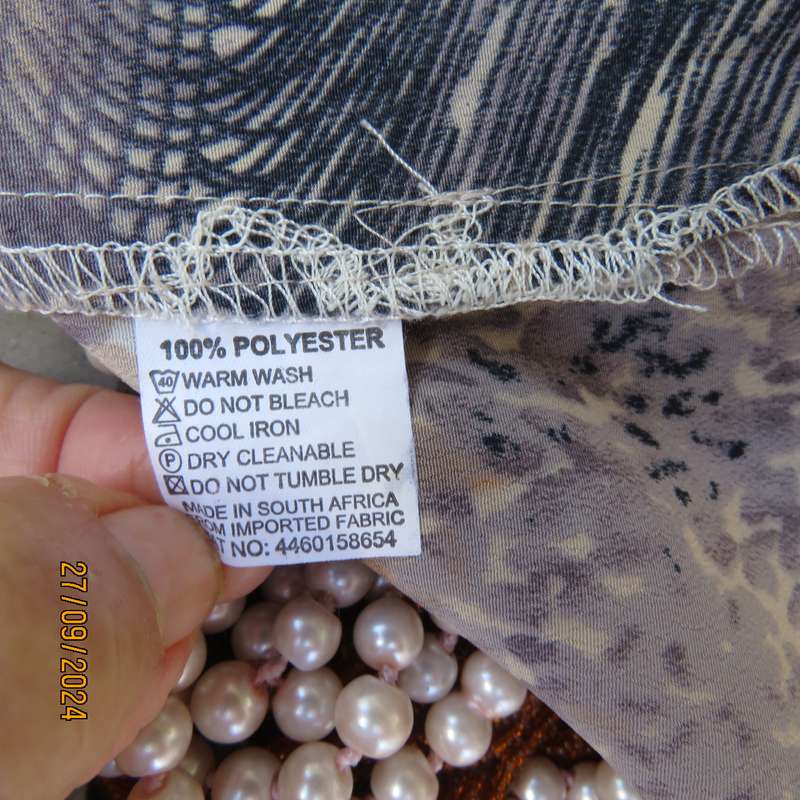 100% POLYESTER
40 WARM WASH
DO NOT BLEACH
COOL IRON
P DRY CLEANABLE
DO NOT TUMBLE DRY
MADE IN SOUTH AFRICA
IMPORTED FABRIC
NO: 4460158654
27/09/2024